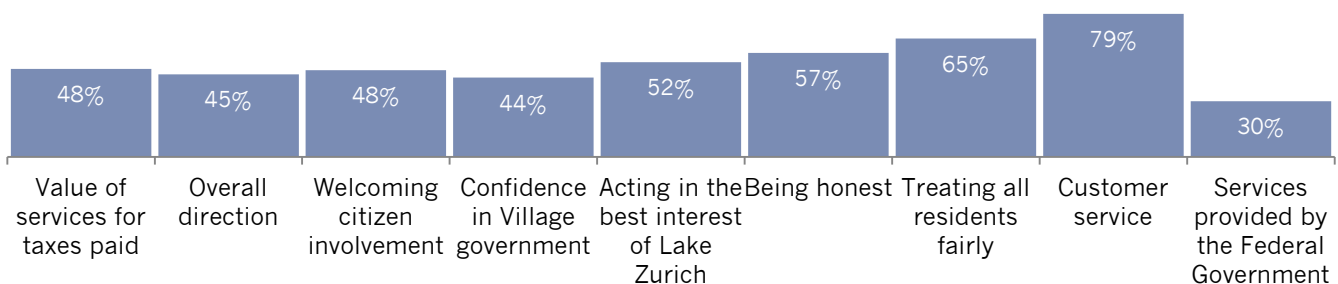 48%
45%
48%
44%
52%
57%
65%
79%
30%
Value of
services for
taxes paid
Overall
direction
Welcoming
citizen
involvement
Confidence
in Village
government
Acting in the
best interest
of Lake
Zurich
Being honest
Treating all
residents
fairly
Customer
service
Services
provided by
the Federal
Government